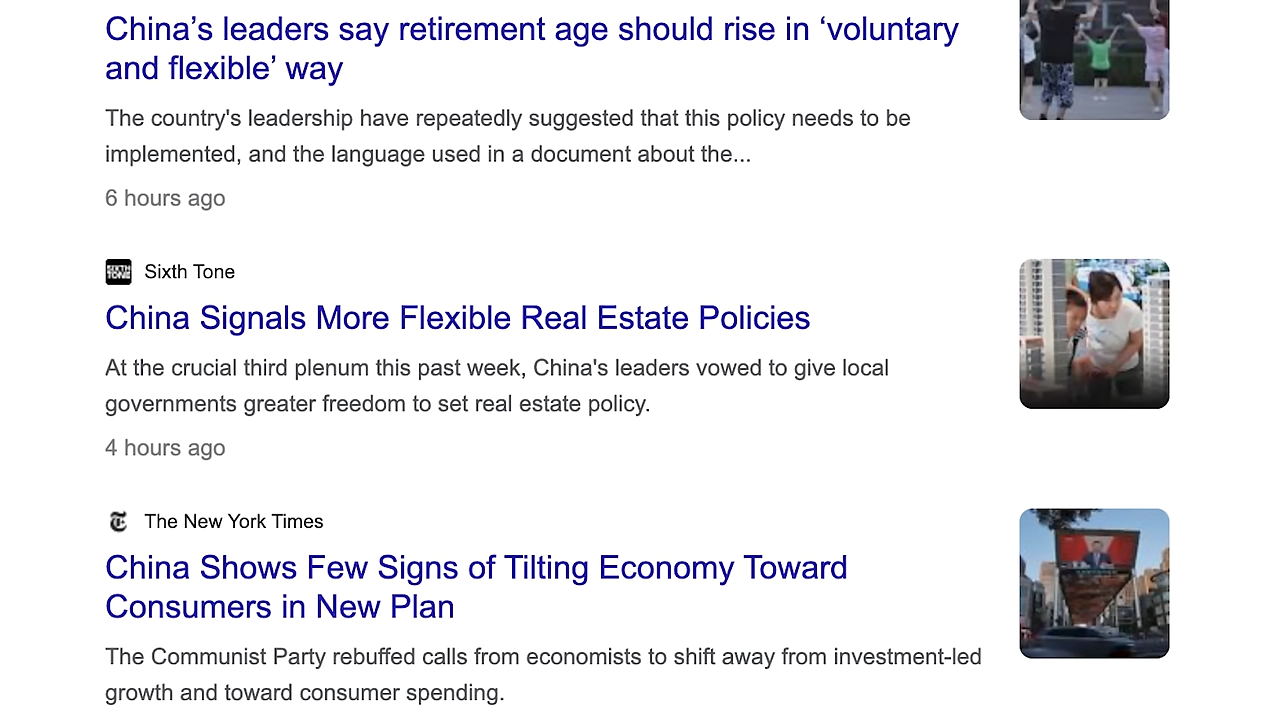 China’s leaders say retirement age should rise in ‘voluntary
and flexible’ way
The country's leadership have repeatedly suggested that this policy needs to be
implemented, and the language used in a document about the...
6 hours ago
SIXTH
TONE
Sixth Tone
China Signals More Flexible Real Estate Policies
At the crucial third plenum this past week, China's leaders vowed to give local
governments greater freedom to set real estate policy.
4 hours ago
The New York Times
China Shows Few Signs of Tilting Economy Toward
Consumers in New Plan
The Communist Party rebuffed calls from economists to shift away from investment-led
growth and toward consumer spending.